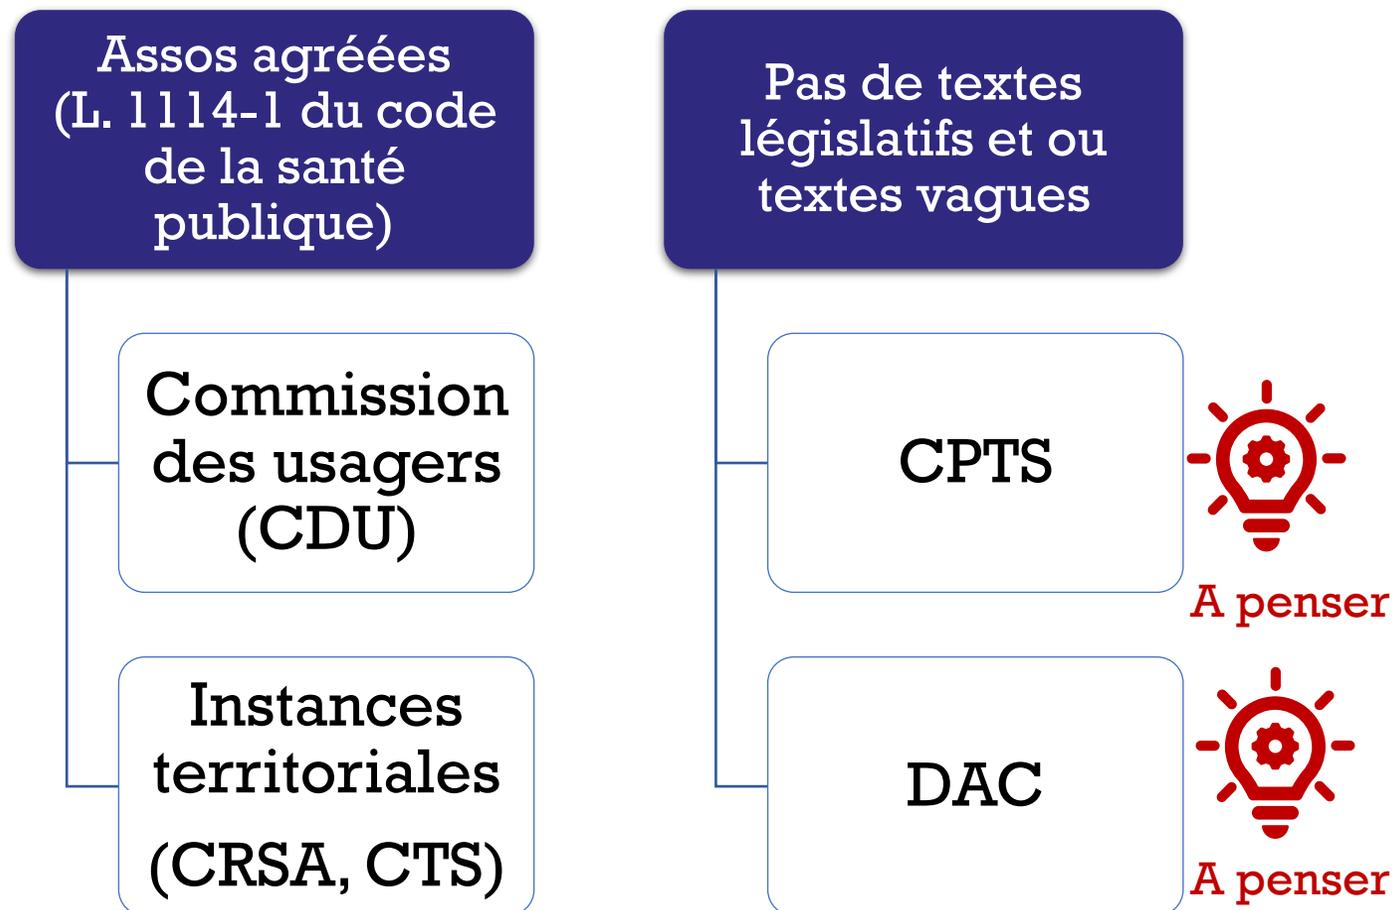 Assos agréées
(L. 1114-1 du code
de la santé
publique)
Commission
des usagers
(CDU)
Instances
territoriales
(CRSA, CTS)
Pas de textes
législatifs et ou
textes vagues
CPTS
A penser
DAC
A penser